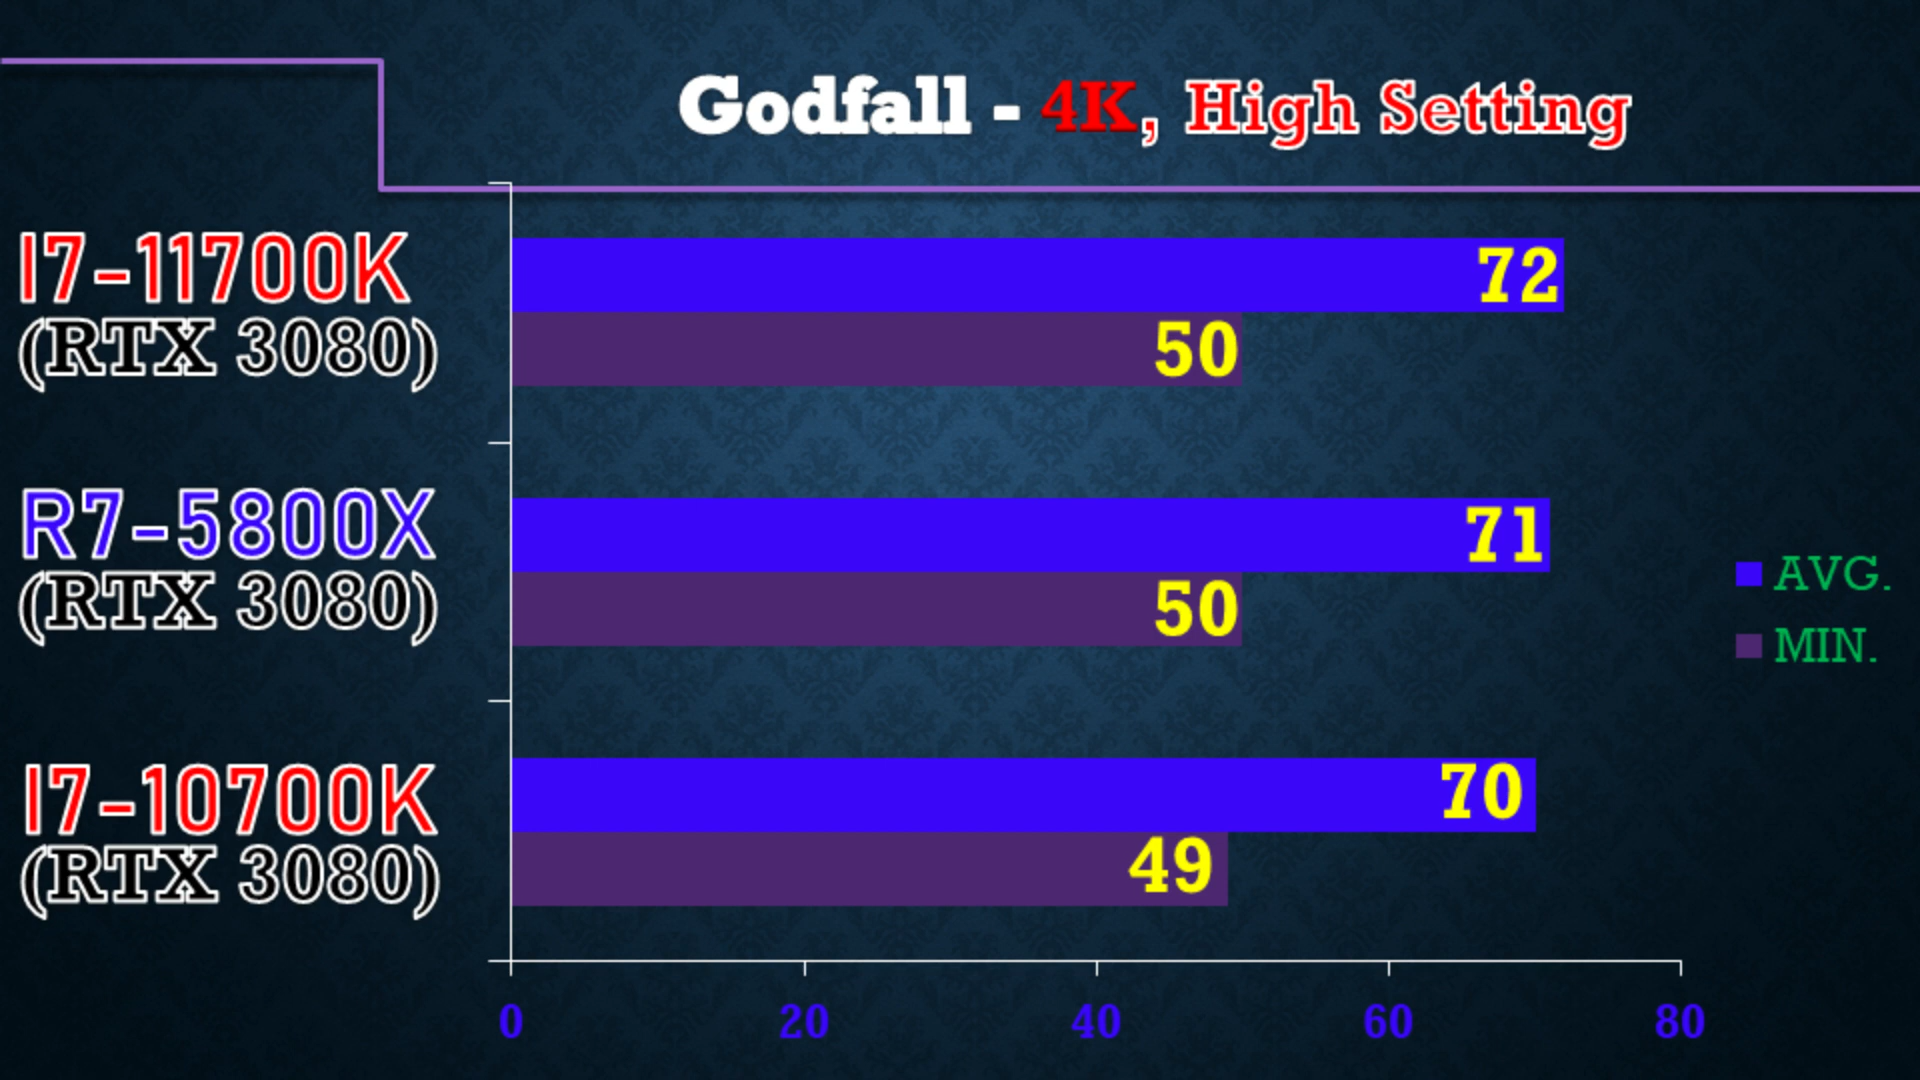 Godfall - 4K, High Setting
I7-11700K
(RTX 3080)
72
50
R7-5800X
(RTX 3080)
71
50
AVG.
MIN.
I7-10700K
(RTX 3080)
70
49
0 20 40 60 80